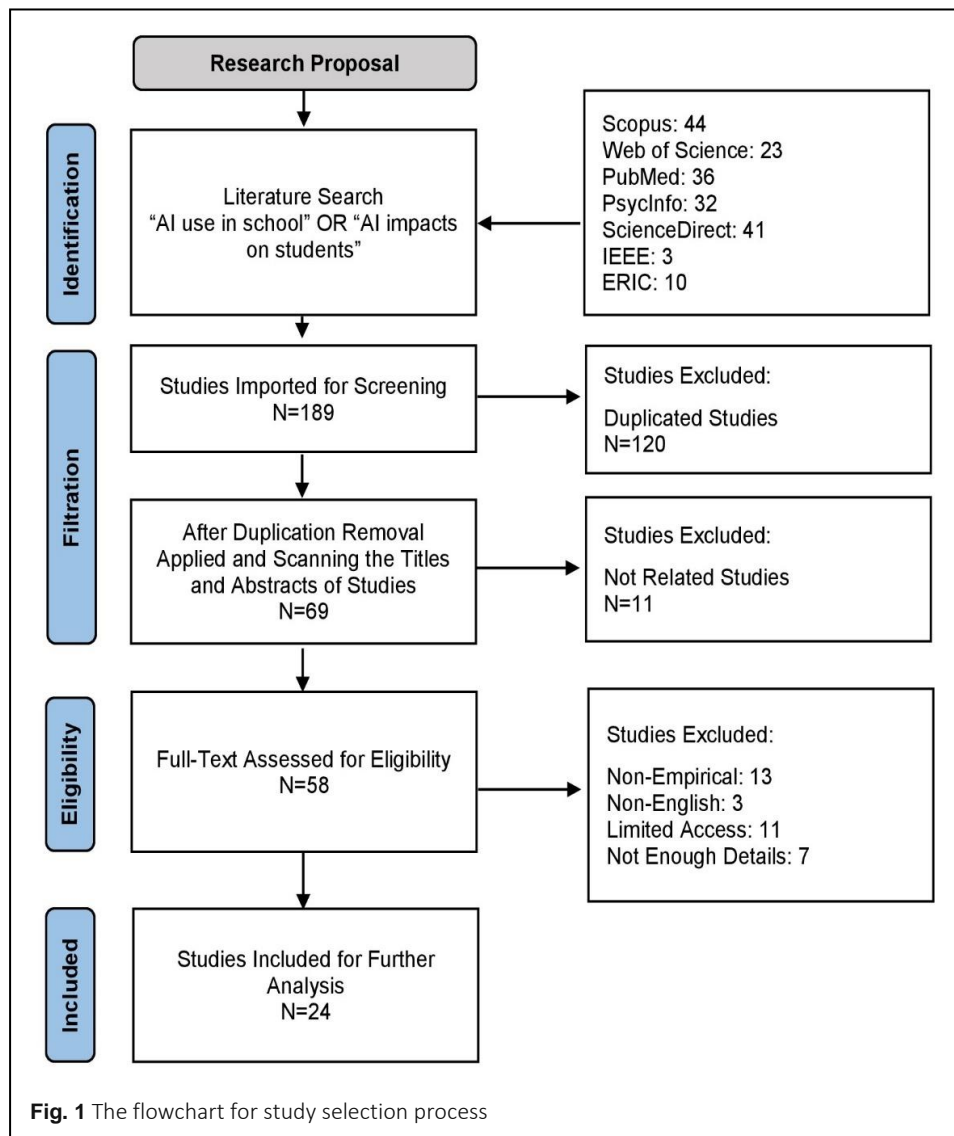 Research Proposal
Identification
Literature Search
“AI use in school” OR “AI impacts
on students”
Scopus: 44
Web of Science: 23
PubMed: 36
PsycInfo: 32
ScienceDirect: 41
IEEE: 3
ERIC: 10
Filtration
Studies Imported for Screening
N=189
Studies Excluded:
Duplicated Studies
N=120
After Duplication Removal
Applied and Scanning the Titles
and Abstracts of Studies
N=69
Studies Excluded:
Not Related Studies
N=11
Eligibility
Full-Text Assessed for Eligibility
N=58
Studies Excluded:
Non-Empirical: 13
Non-English: 3
Limited Access: 11
Not Enough Details: 7
Included
Studies Included for Further
Analysis
N=24
Fig. 1 The flowchart for study selection process